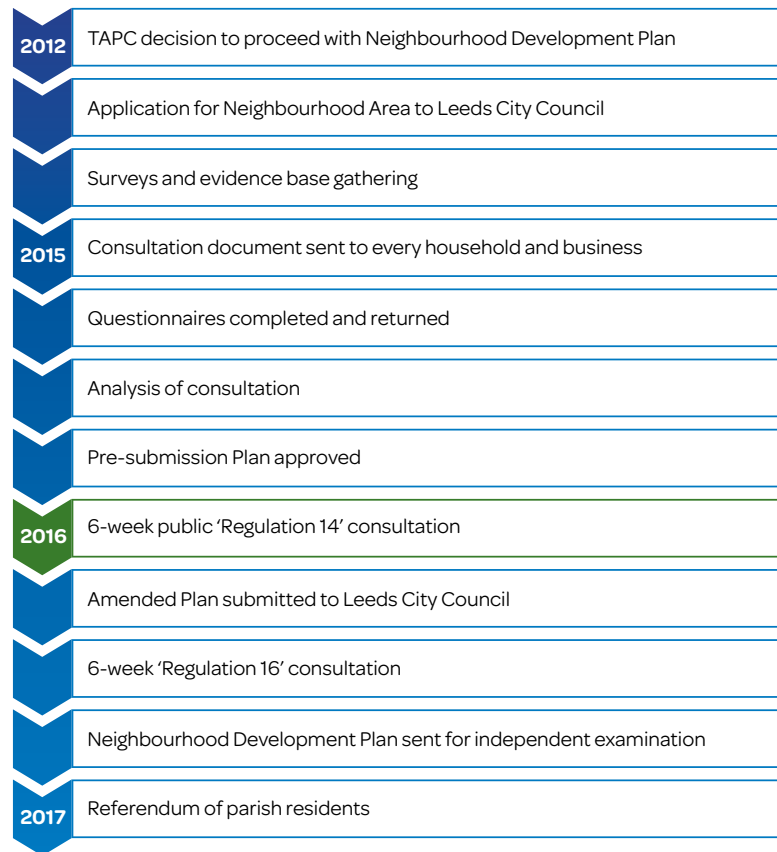 2012 TAPC decision to proceed with Neighbourhood Development Plan
Application for Neighbourhood Area to Leeds City Council
Surveys and evidence base gathering
2015 Consultation document sent to every household and business
Questionnaires completed and returned
Analysis of consultation
Pre-submission Plan approved
2016 6-week public ‘Regulation 14’ consultation
Amended Plan submitted to Leeds City Council
6-week ‘Regulation 16’ consultation
Neighbourhood Development Plan sent for independent examination
2017 Referendum of parish residents